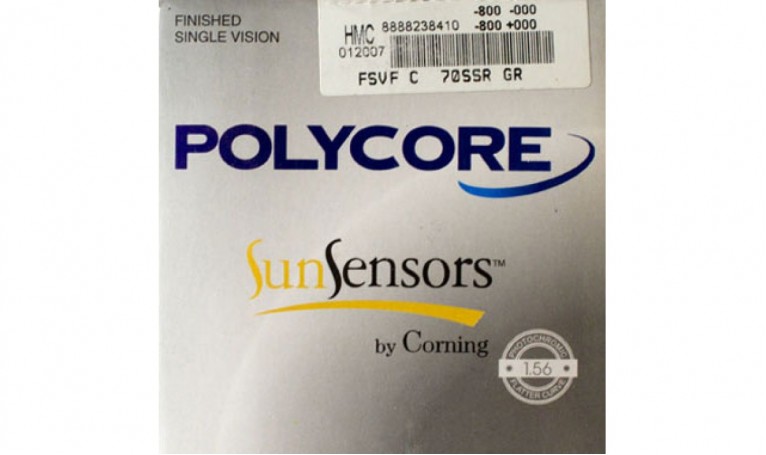 FINISHED
SINGLE VISION
-800 -000
HMC 8888238410 -800 +000
012007
FSVF C 70SSR GR
POLYCORE
SunSensors™
by Corning
PHOTOCHROMIC
1.56
FLATTER CURVE